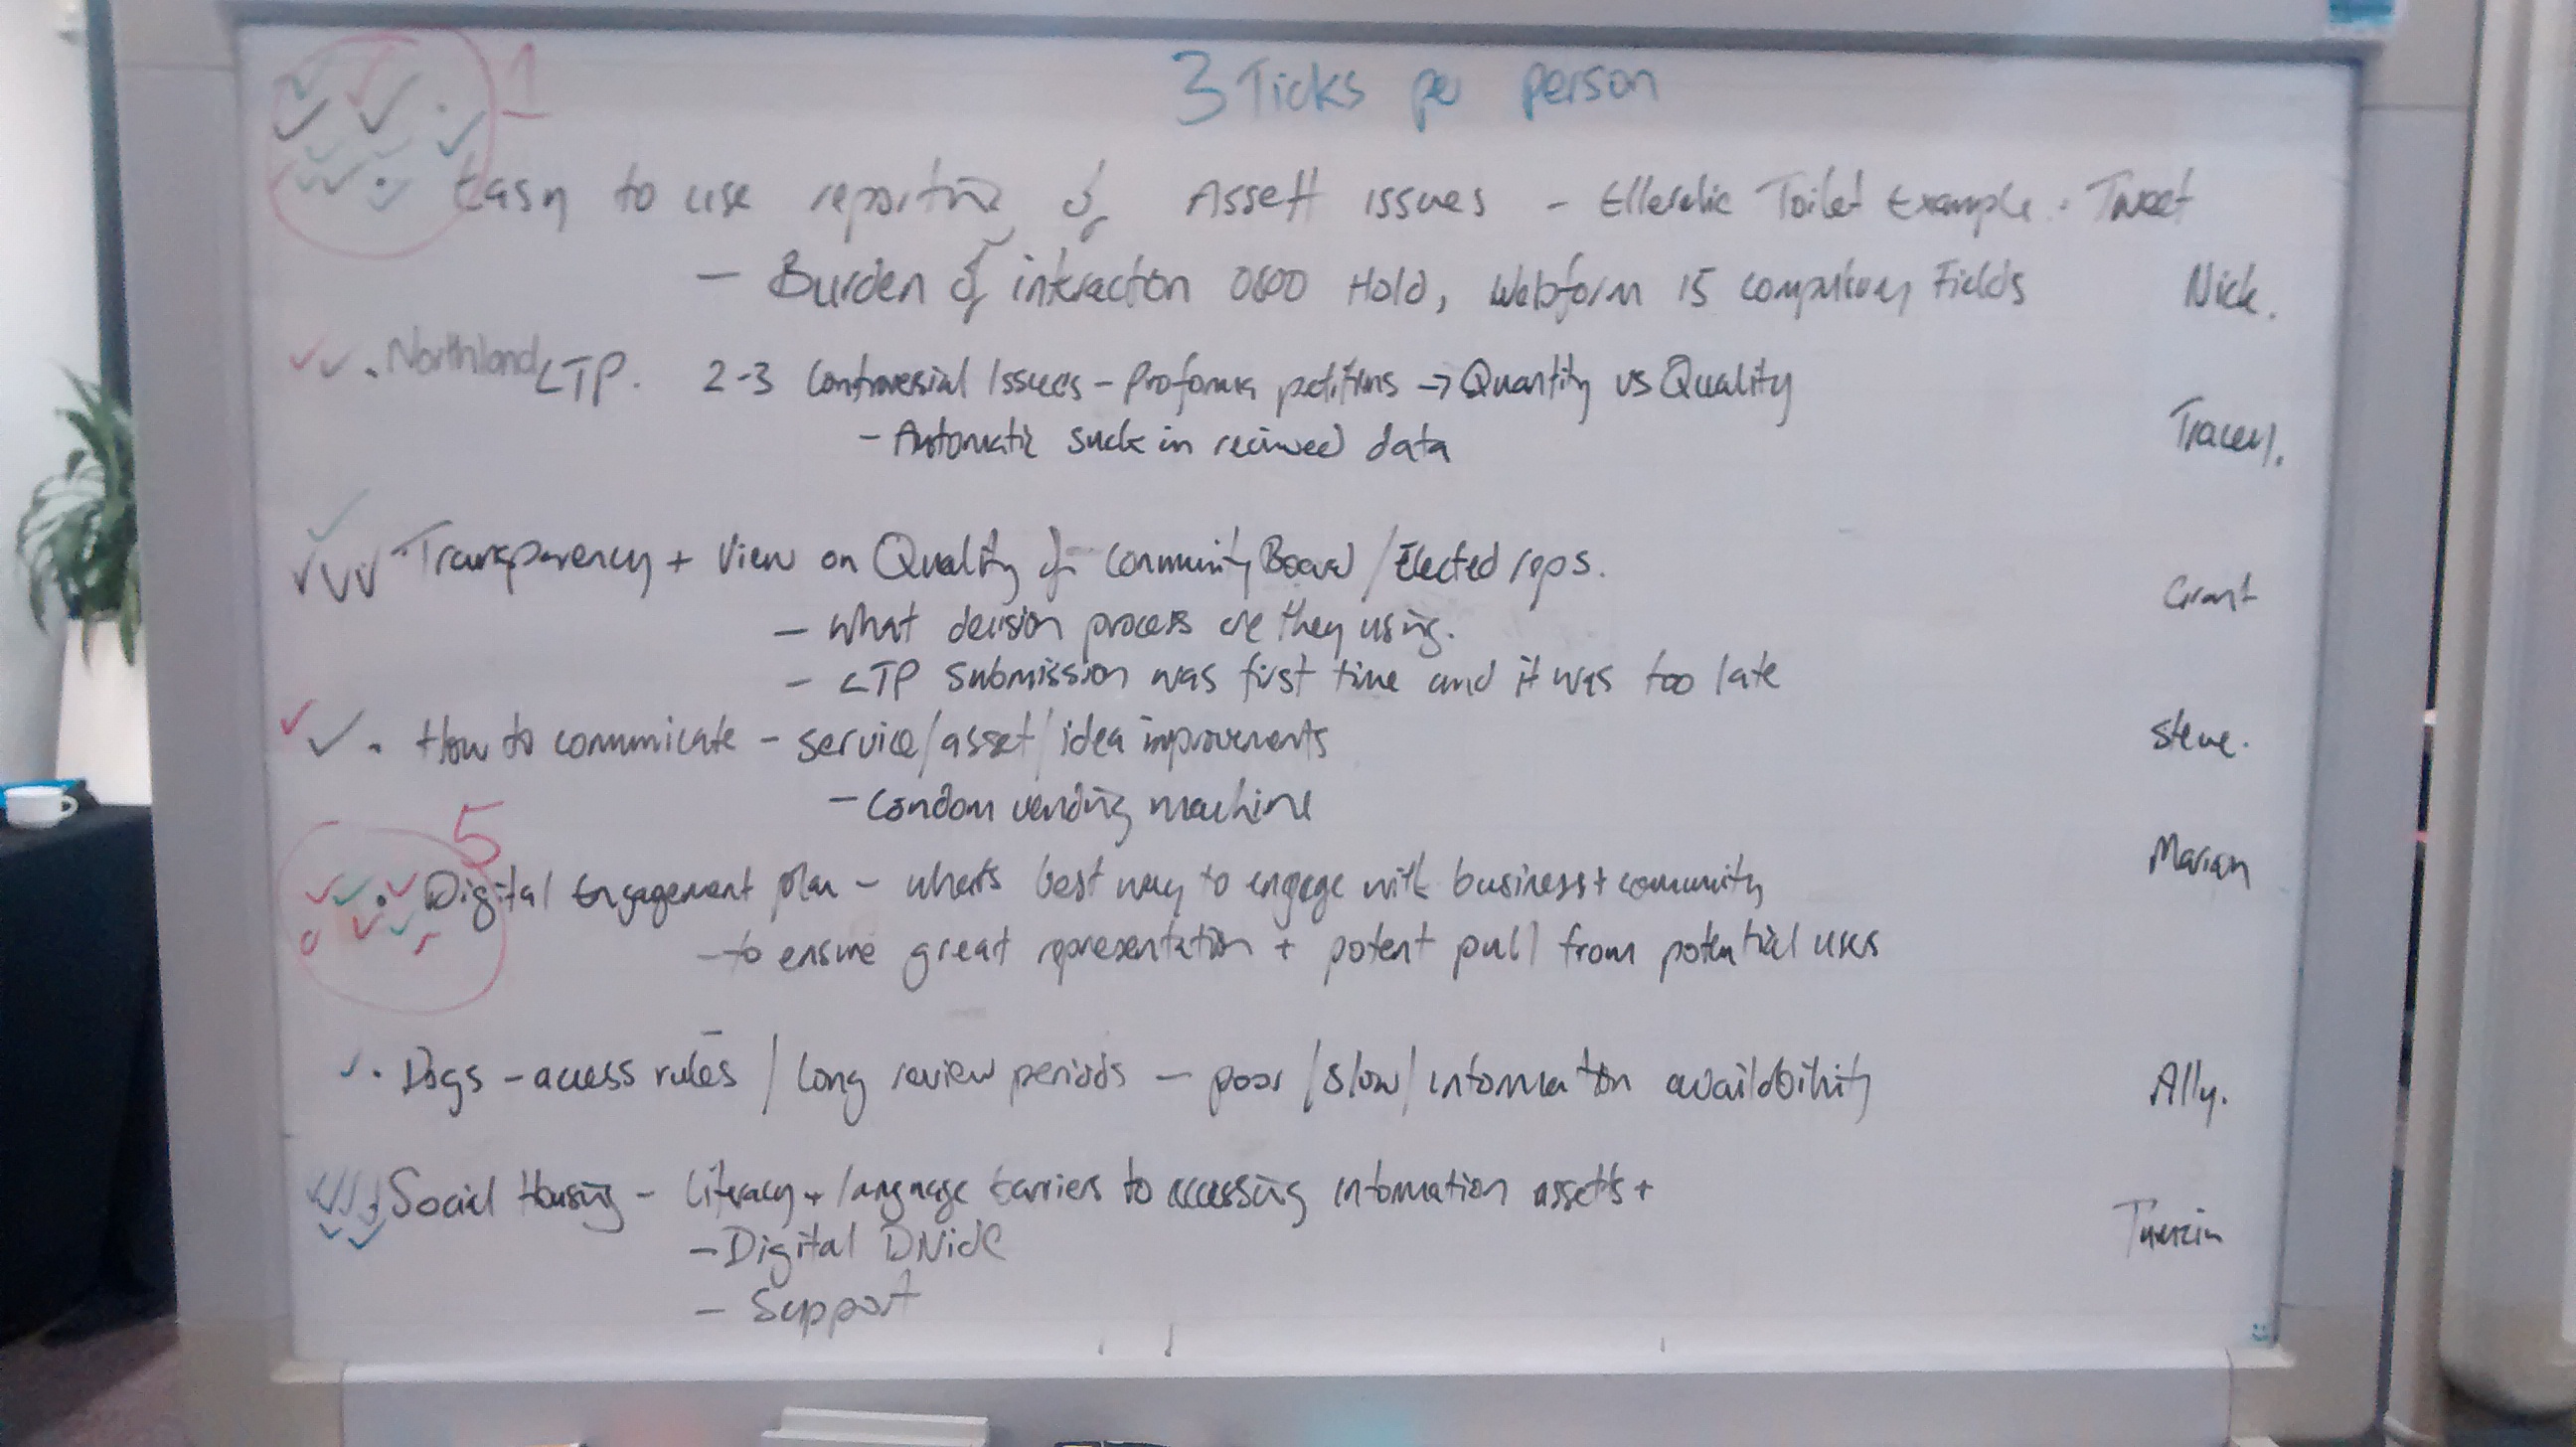 1
3 Ticks per person
Easy to use reporting of Assett issues - Ellerslie Toilet Example. Tweet
- Burden of interaction 0800 Hold, Webform 15 compulsory Fields Nick.
Northland LTP. 2-3 Controversial Issues - Proforma petitions → Quantity vs Quality
- Automatic suck in recieved data Tracey.
Transparency + View on Quality of Community Board / Elected reps.
- what decision process are they using. Grant
- LTP submission was first time and it was too late
How to communicate - service/asset/idea improvements Steve.
- Condom vending machine
5
Digital Engagement plan - whats best way to engage with business + community Marian
- to ensure great representation + potent pull from potential users
Dogs - access rules / Long review periods - poor /slow/ information availability Ally.
Social Housing - Literacy + language barriers to accessing information assetts +
- Digital DNide
- Support